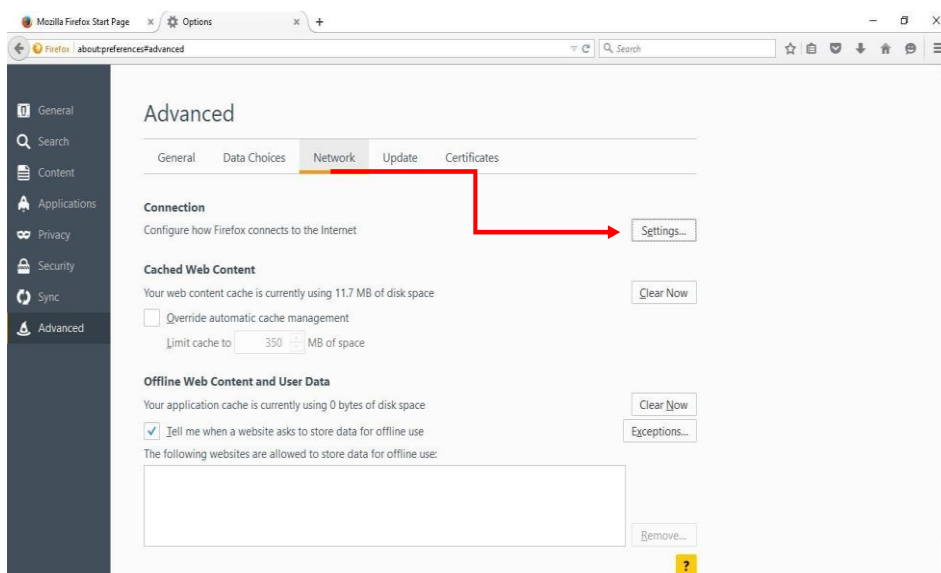 Mozilla Firefox Start Page
Options
Firefox about:preferences#advanced
Search
General
Search
Content
Applications
Privacy
Security
Sync
Advanced
Advanced
General Data Choices Network Update Certificates
Connection
Configure how Firefox connects to the Internet
Settings...
Cached Web Content
Your web content cache is currently using 11.7 MB of disk space
Clear Now
Override automatic cache management
Limit cache to 350 MB of space
Offline Web Content and User Data
Your application cache is currently using 0 bytes of disk space
Clear Now
Tell me when a website asks to store data for offline use
Exceptions...
The following websites are allowed to store data for offline use:
Remove...
?